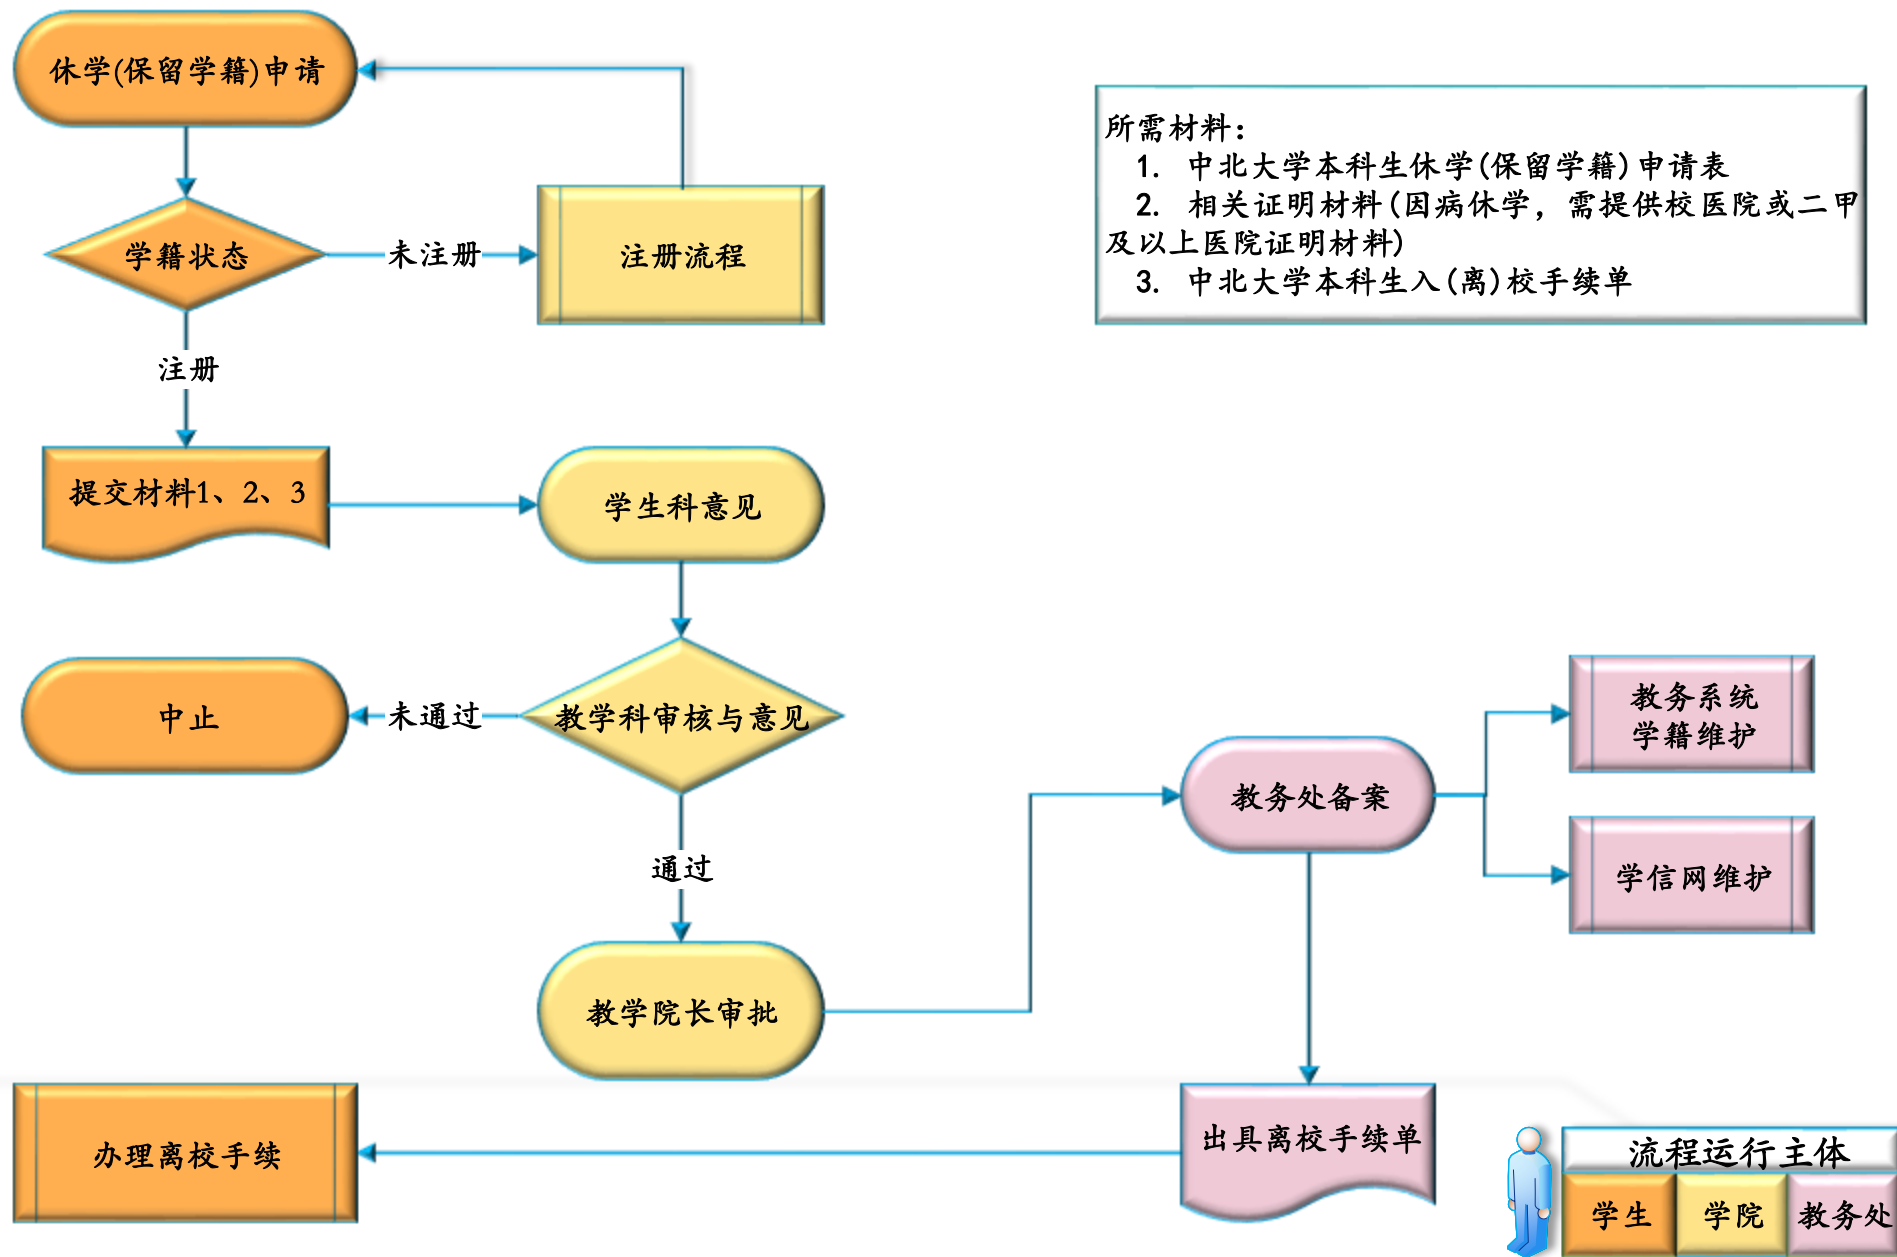 休学(保留学籍)申请
所需材料：
1. 中北大学本科生休学(保留学籍)申请表
2. 相关证明材料(因病休学，需提供校医院或二甲
及以上医院证明材料)
3. 中北大学本科生入(离)校手续单
学籍状态
未注册
注册流程
注册
提交材料1、2、3
学生科意见
中止
未通过
教学科审核与意见
通过
教学院长审批
教务处备案
教务系统
学籍维护
学信网维护
办理离校手续
出具离校手续单
流程运行主体
学生
学院
教务处